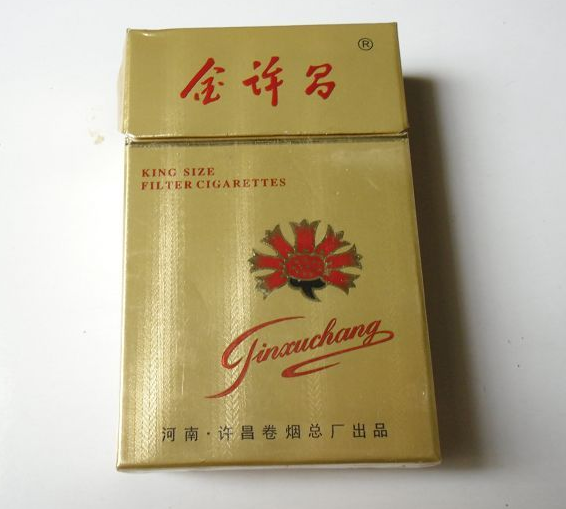 金许昌
®
KING SIZE
FILTER CIGARETTES
Jinxuchang
河南·许昌卷烟总厂出品